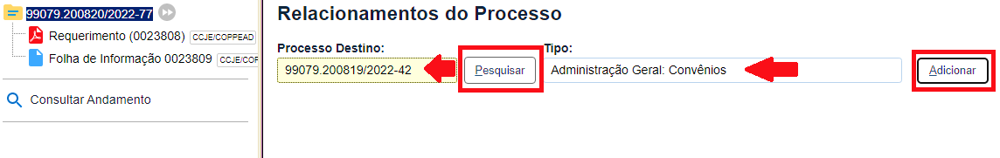 99079.200820/2022-77
Requerimento (0023808) CCJE/COPPEAD
Folha de Informação 0023809 CCJE/COP
Consultar Andamento
Relacionamentos do Processo
Processo Destino: Tipo:
99079.200819/2022-42 Pesquisar Administração Geral: Convênios Adicionar